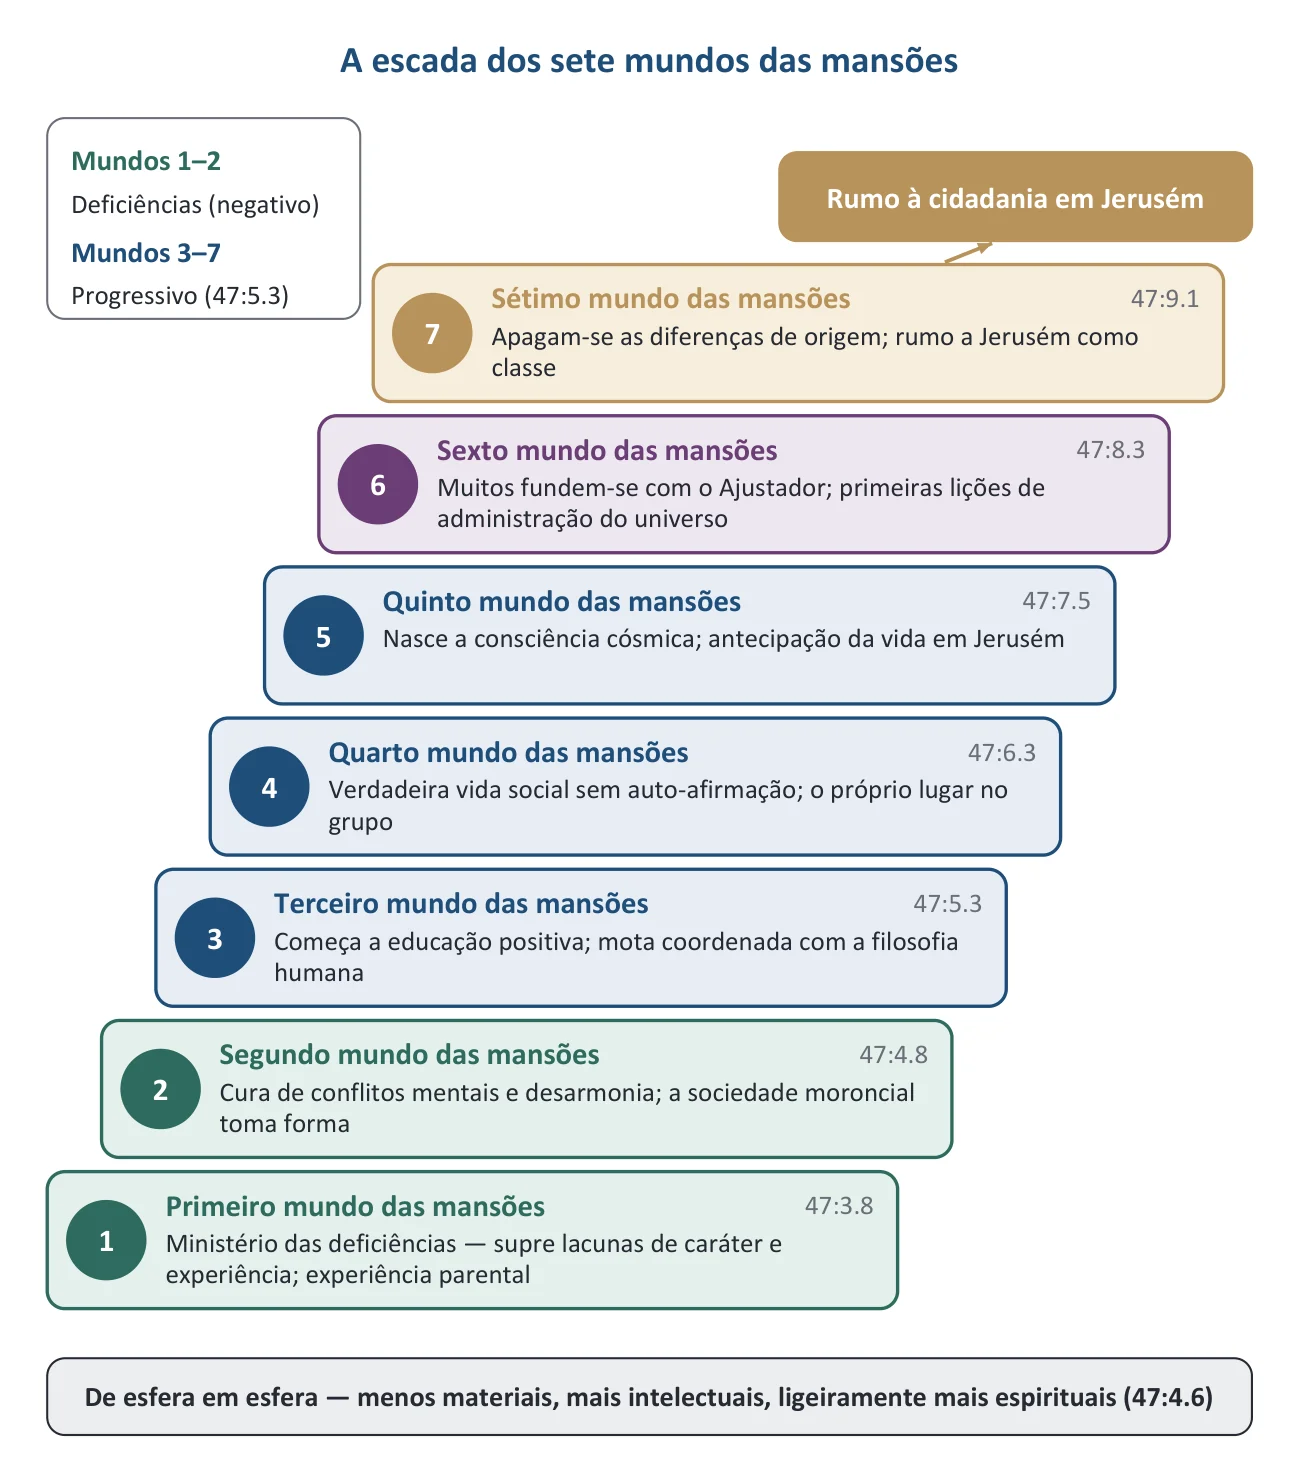 A escada dos sete mundos das mansões
Mundos 1–2
Deficiências (negativo)
Mundos 3–7
Progressivo (47:5.3)
Rumo à cidadania em Jerusém
7
Sétimo mundo das mansões
47:9.1
Apagam-se as diferenças de origem; rumo a Jerusém como
classe
6
Sexto mundo das mansões
47:8.3
Muitos fundem-se com o Ajustador; primeiras lições de
administração do universo
5
Quinto mundo das mansões
47:7.5
Nasce a consciência cósmica; antecipação da vida em Jerusém
4
Quarto mundo das mansões
47:6.3
Verdadeira vida social sem auto-afirmação; o próprio lugar no
grupo
3
Terceiro mundo das mansões
47:5.3
Começa a educação positiva; mota coordenada com a filosofia
humana
2
Segundo mundo das mansões
47:4.8
Cura de conflitos mentais e desarmonia; a sociedade moroncial
toma forma
1
Primeiro mundo das mansões
47:3.8
Ministério das deficiências — supre lacunas de caráter e
experiência; experiência parental
De esfera em esfera — menos materiais, mais intelectuais, ligeiramente mais espirituais (47:4.6)